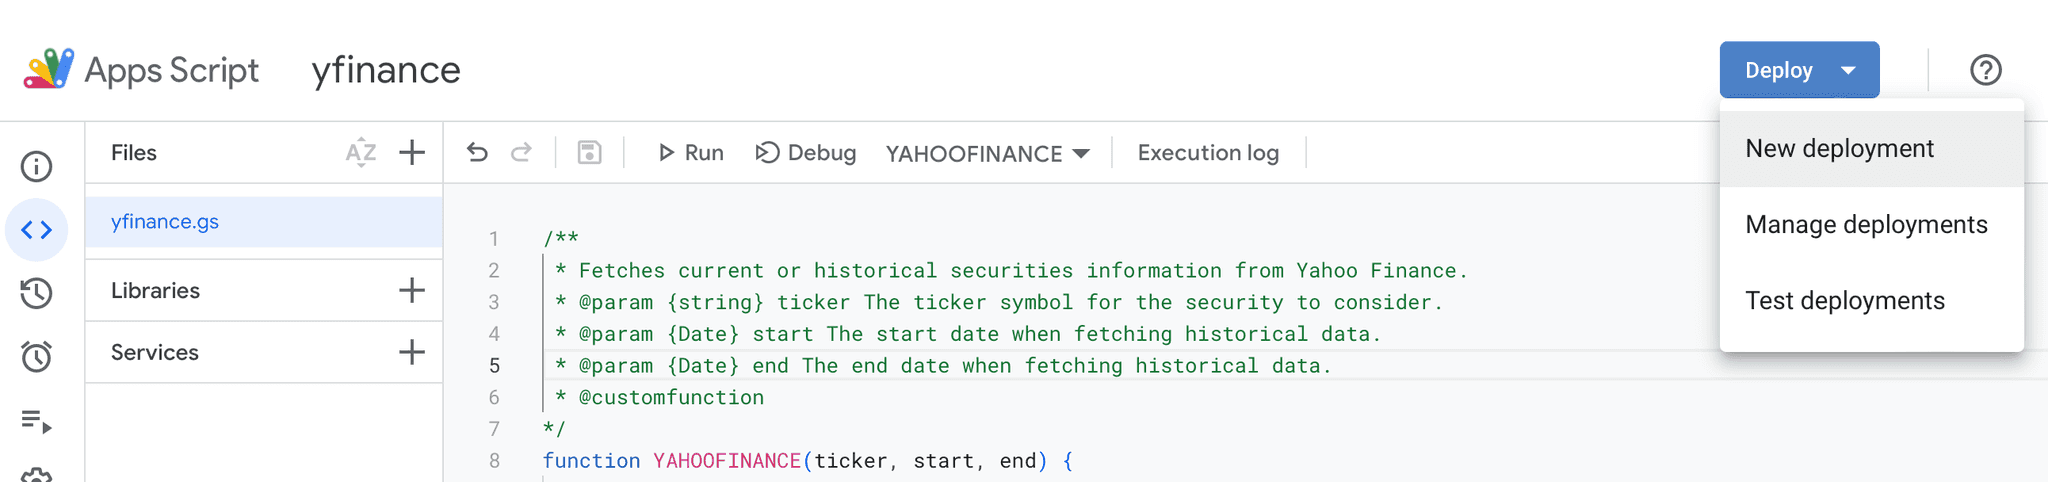 Apps Script yfinance Deploy
Files AZ Run Debug YAHOOFINANCE Execution log New deployment
Manage deployments
Test deployments
yfinance.gs
Libraries
Services
1 /**
2 * Fetches current or historical securities information from Yahoo Finance.
3 * @param {string} ticker The ticker symbol for the security to consider.
4 * @param {Date} start The start date when fetching historical data.
5 * @param {Date} end The end date when fetching historical data.
6 * @customfunction
7 */
8 function YAHOOFINANCE(ticker, start, end) {